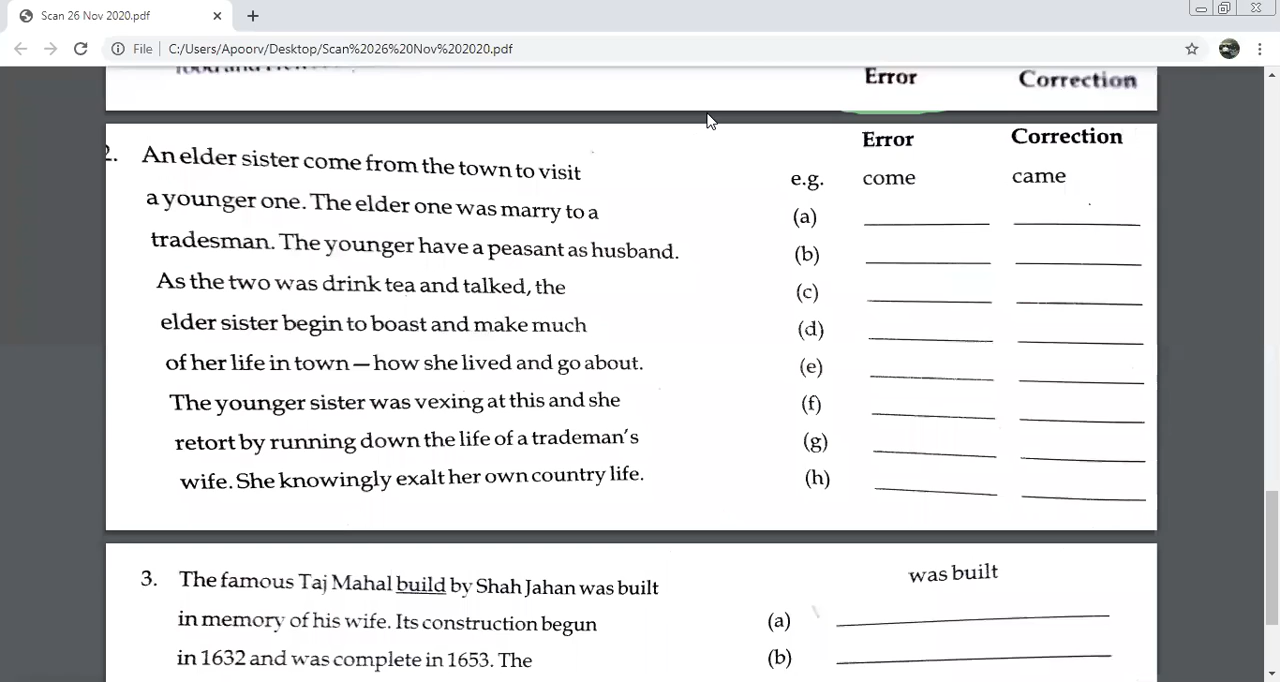 Scan 26 Nov 2020.pdf
File C:/Users/Apoorv/Desktop/Scan%2026%20Nov%202020.pdf
Error Correction
Error Correction
2. An elder sister come from the town to visit e.g. come came
a younger one. The elder one was marry to a (a)
tradesman. The younger have a peasant as husband. (b)
As the two was drink tea and talked, the (c)
elder sister begin to boast and make much (d)
of her life in town — how she lived and go about. (e)
The younger sister was vexing at this and she (f)
retort by running down the life of a trademan's (g)
wife. She knowingly exalt her own country life. (h)
3. The famous Taj Mahal build by Shah Jahan was built was built
in memory of his wife. Its construction begun (a)
in 1632 and was complete in 1653. The (b)